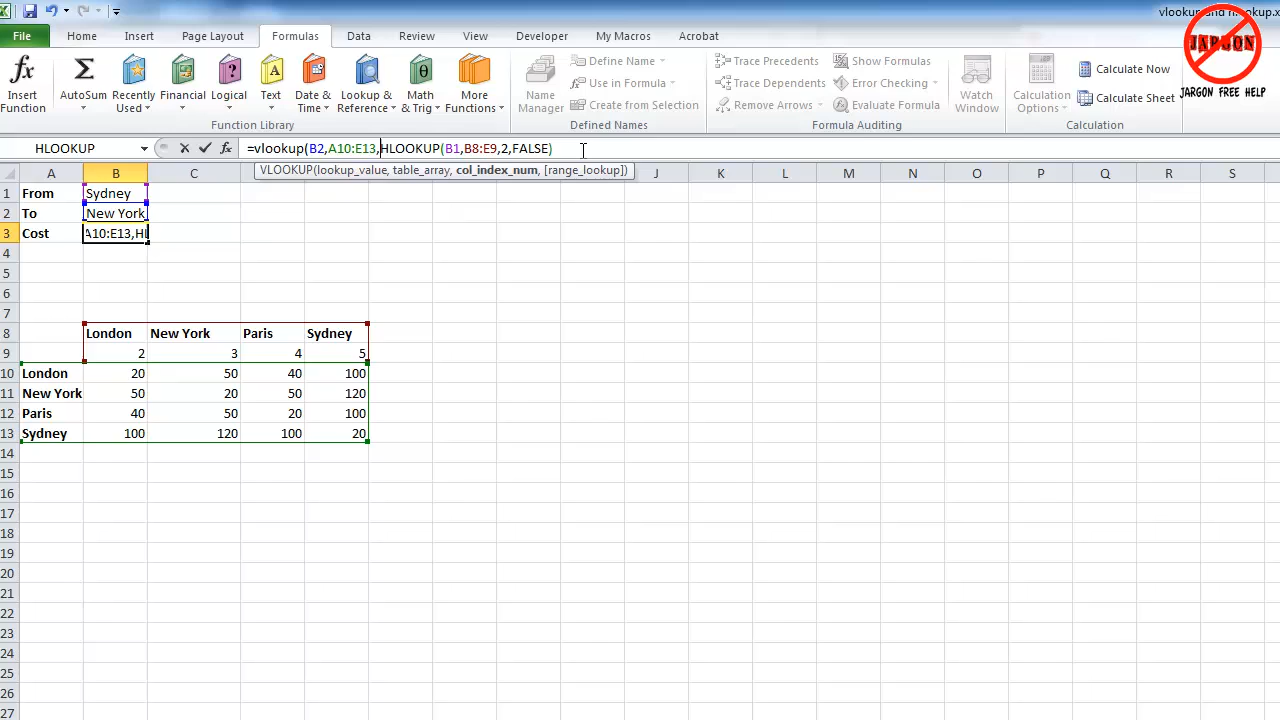 vlookup and hlookup.x
File Home Insert Page Layout Formulas Data Review View Developer My Macros Acrobat
JARGON
JARGON FREE HELP
fx Insert Function
Σ AutoSum
Recently Used
Financial
Logical
A Text
Date & Time
Lookup & Reference
θ Math & Trig
More Functions
Function Library
Name Manager
Define Name
Use in Formula
Create from Selection
Defined Names
Trace Precedents
Trace Dependents
Remove Arrows
Show Formulas
Error Checking
Evaluate Formula
Watch Window
Formula Auditing
Calculation Options
Calculate Now
Calculate Sheet
Calculation
HLOOKUP fx =vlookup(B2,A10:E13,HLOOKUP(B1,B8:E9,2,FALSE)
VLOOKUP(lookup_value, table_array, col_index_num, [range_lookup])
A B C J K L M N O P Q R S
1 From Sydney
2 To New York
3 Cost A10:E13,HL
4
5
6
7
8 London New York Paris Sydney
9 2 3 4 5
10 London 20 50 40 100
11 New York 50 20 50 120
12 Paris 40 50 20 100
13 Sydney 100 120 100 20
14
15
16
17
18
19
20
21
22
23
24
25
26
27